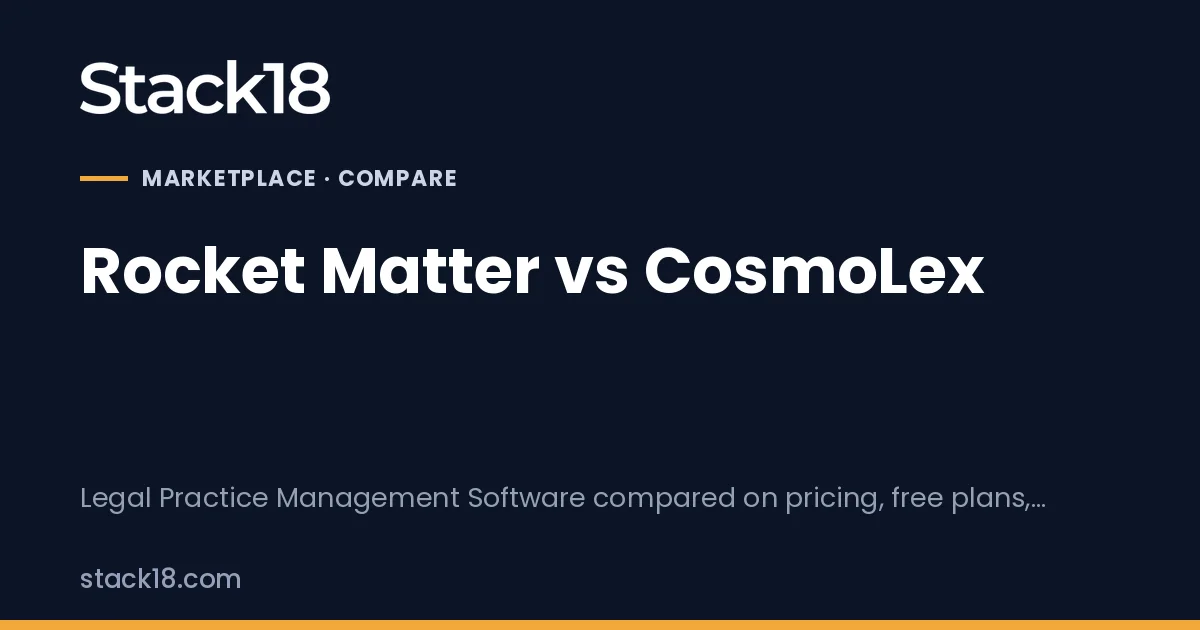 Stack18
MARKETPLACE · COMPARE
Rocket Matter vs CosmoLex
Legal Practice Management Software compared on pricing, free plans,...
stack18.com